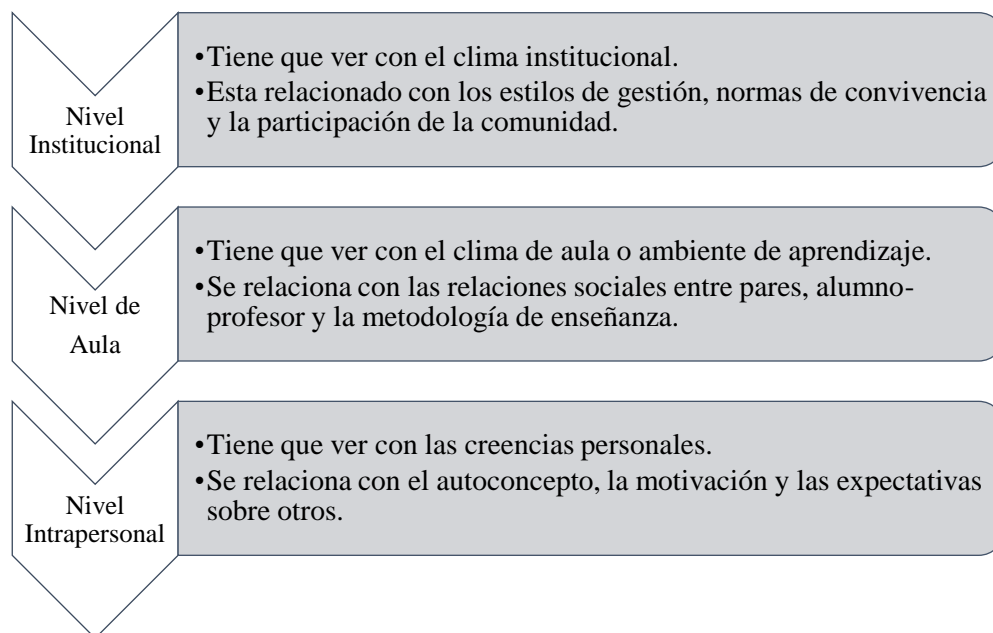 Nivel
Institucional
•Tiene que ver con el clima institucional.
•Esta relacionado con los estilos de gestión, normas de convivencia
y la participación de la comunidad.
Nivel de
Aula
•Tiene que ver con el clima de aula o ambiente de aprendizaje.
•Se relaciona con las relaciones sociales entre pares, alumno-
profesor y la metodología de enseñanza.
Nivel
Intrapersonal
•Tiene que ver con las creencias personales.
•Se relaciona con el autoconcepto, la motivación y las expectativas
sobre otros.